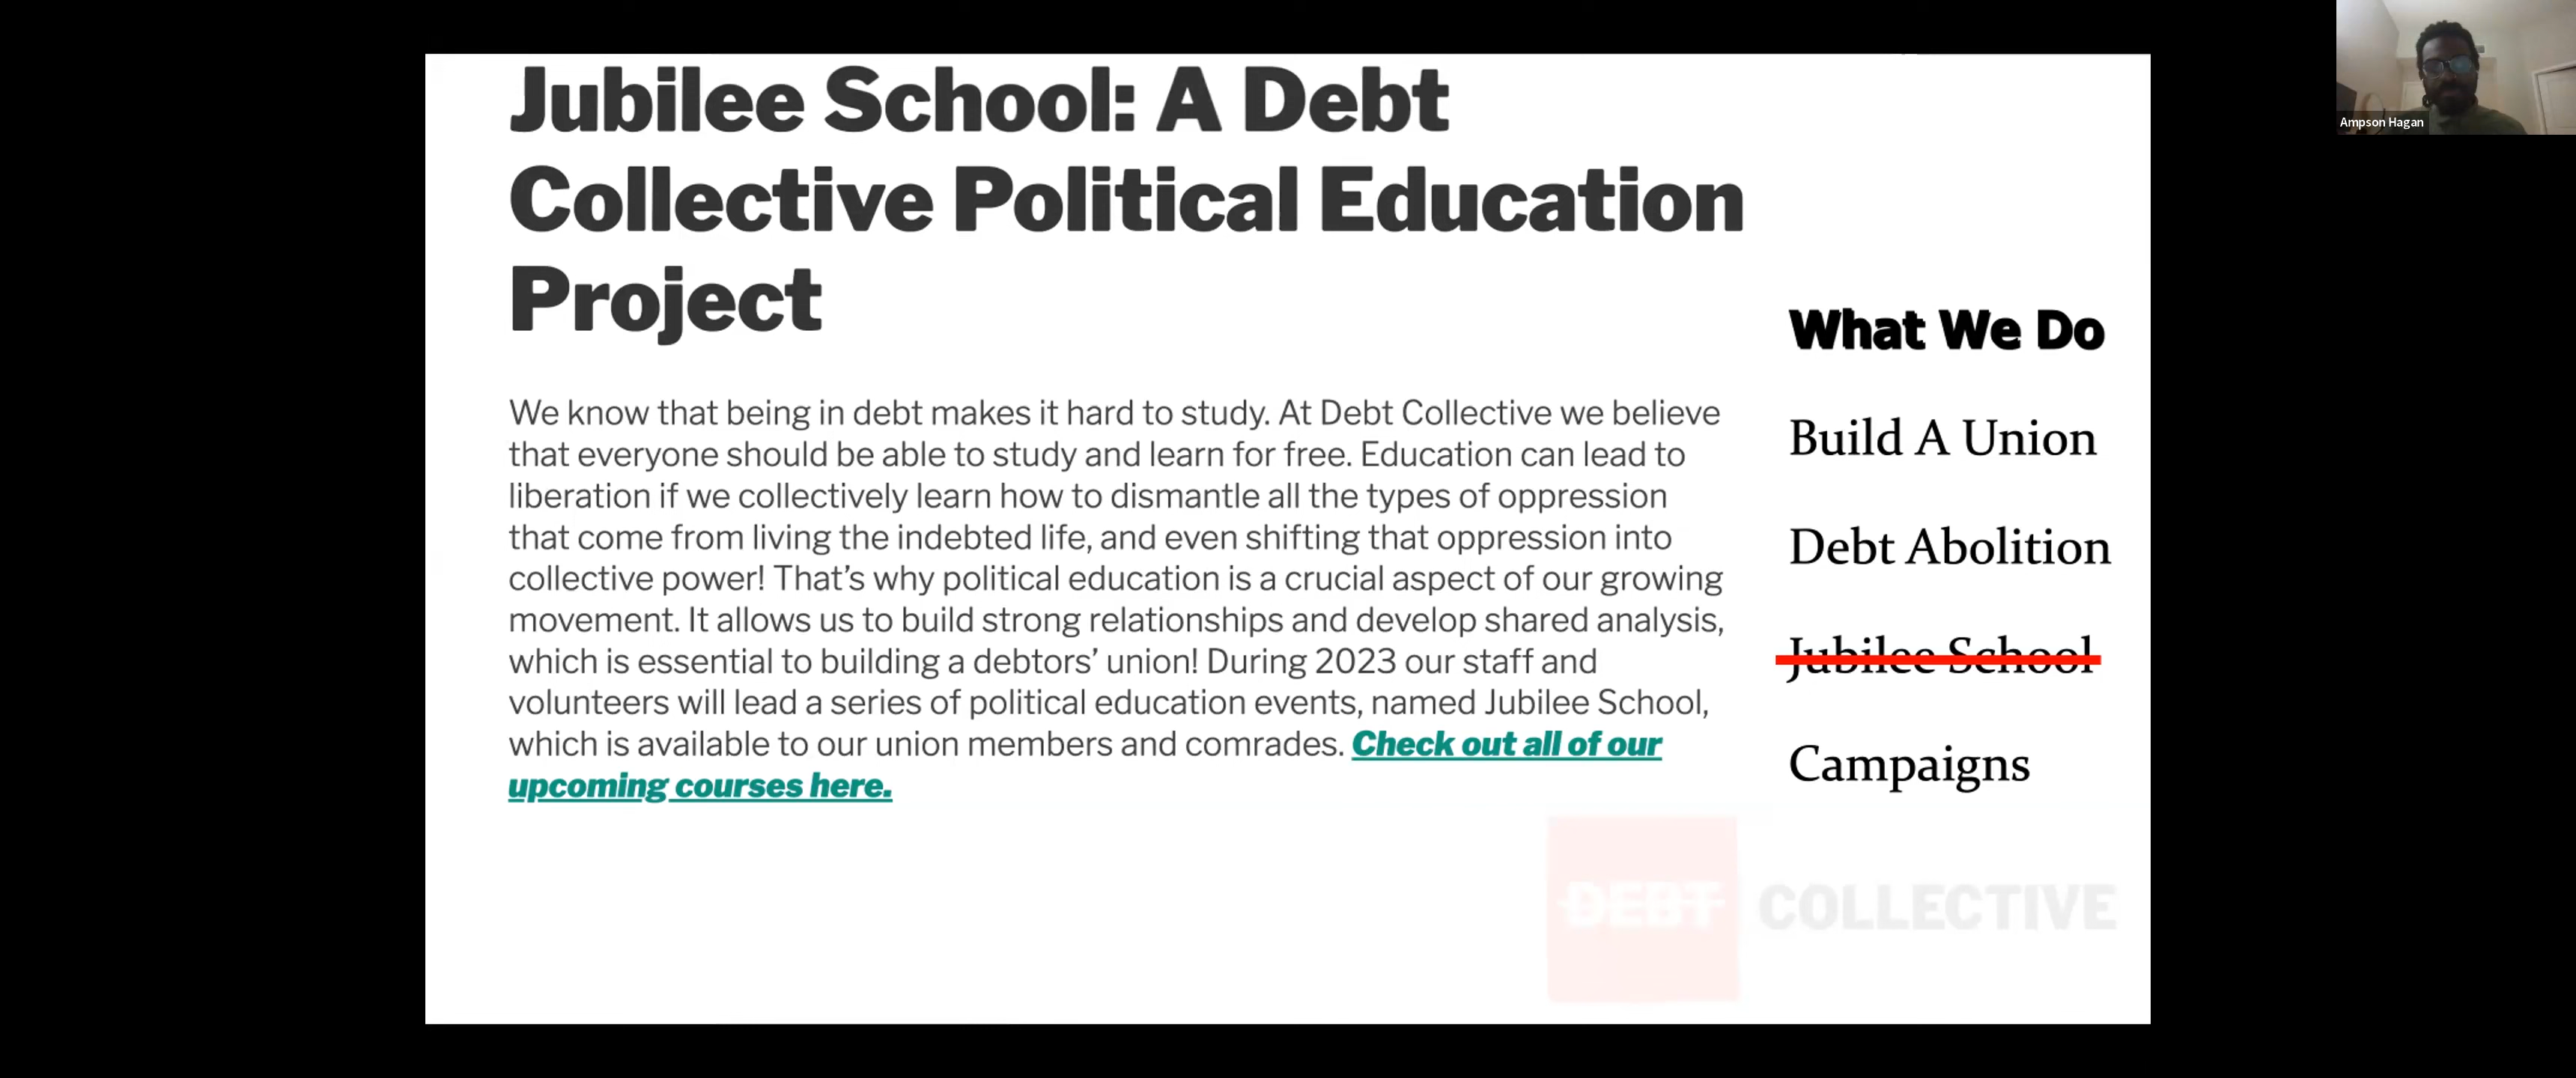 Jubilee School: A Debt
Collective Political Education
Project
We know that being in debt makes it hard to study. At Debt Collective we believe
that everyone should be able to study and learn for free. Education can lead to
liberation if we collectively learn how to dismantle all the types of oppression
that come from living the indebted life, and even shifting that oppression into
collective power! That’s why political education is a crucial aspect of our growing
movement. It allows us to build strong relationships and develop shared analysis,
which is essential to building a debtors’ union! During 2023 our staff and
volunteers will lead a series of political education events, named Jubilee School,
which is available to our union members and comrades. Check out all of our
upcoming courses here.
What We Do
Build A Union
Debt Abolition
Jubilee School
Campaigns
DEBT COLLECTIVE
Ampson Hagan